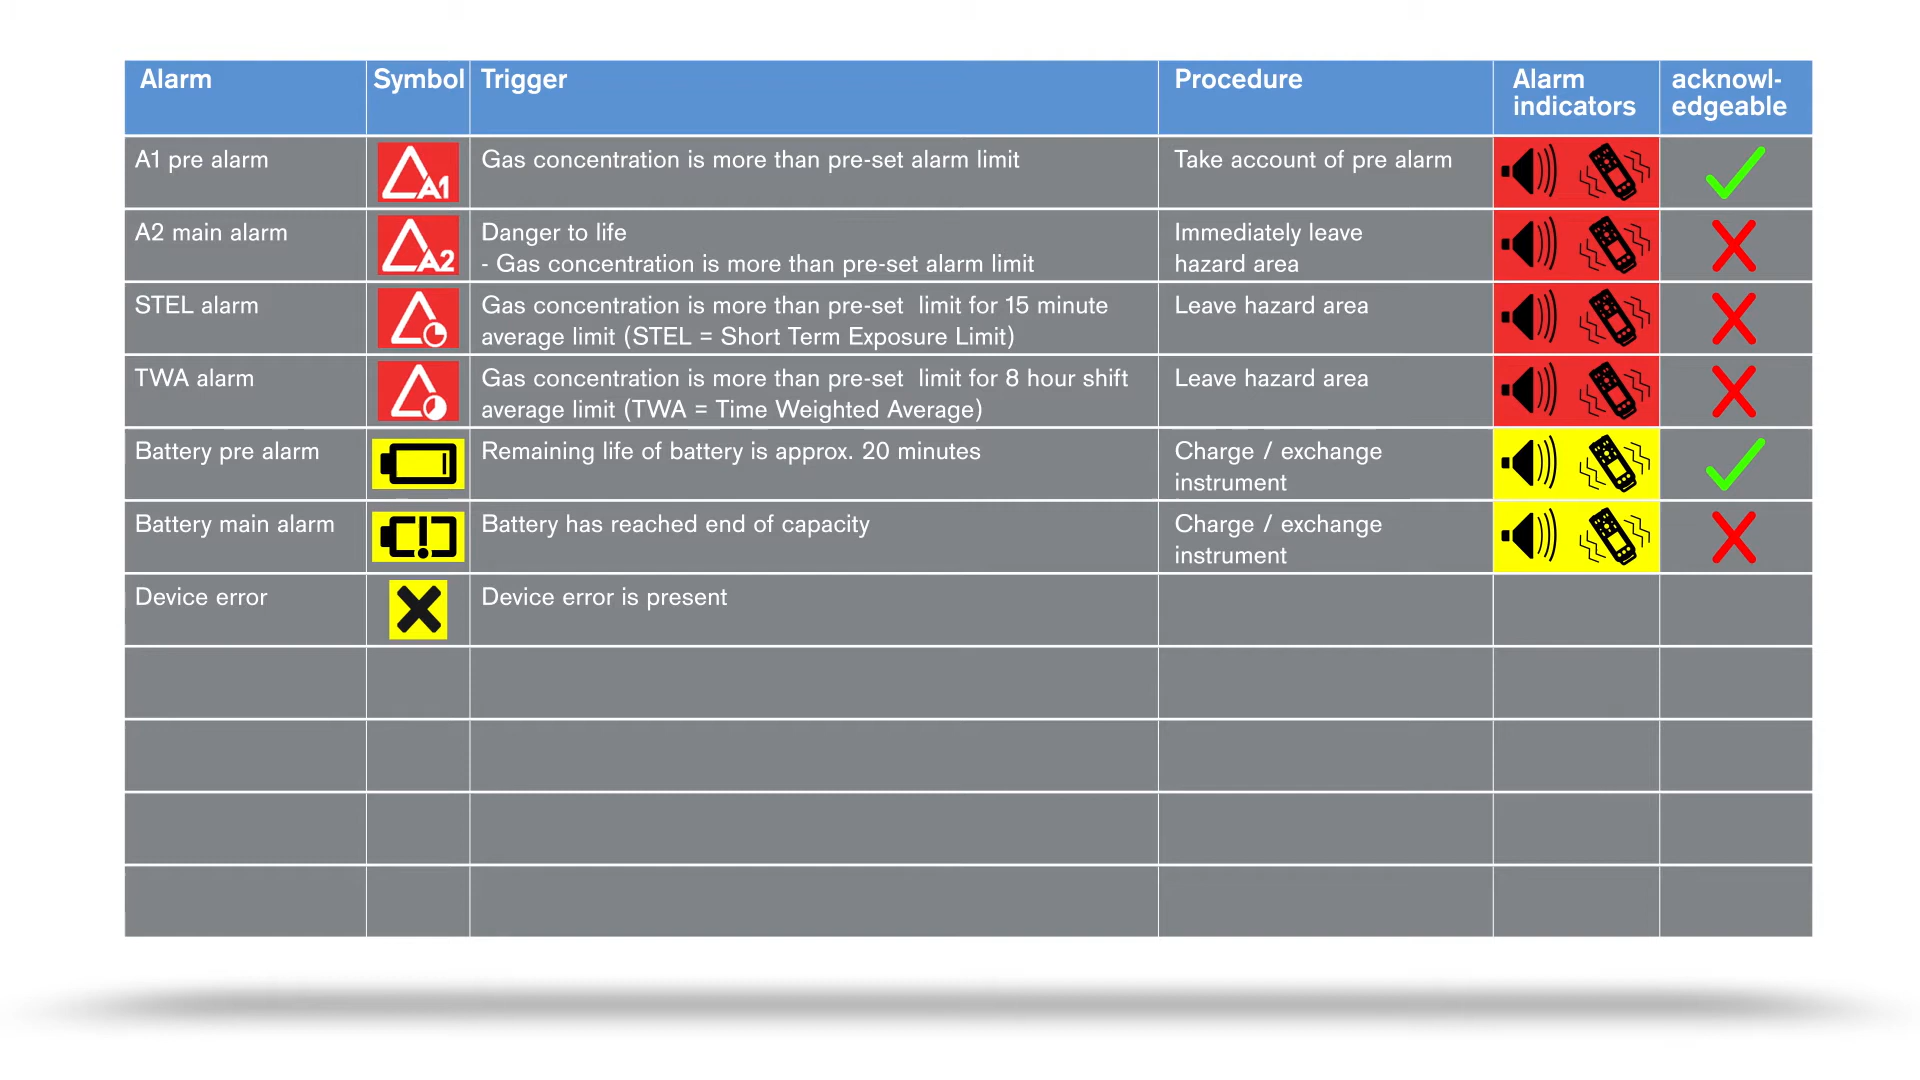 Alarm
Symbol
Trigger
Procedure
Alarm
indicators
acknowl-
edgeable
A1 pre alarm
A1
Gas concentration is more than pre-set alarm limit
Take account of pre alarm
A2 main alarm
A2
Danger to life
- Gas concentration is more than pre-set alarm limit
Immediately leave
hazard area
STEL alarm
Gas concentration is more than pre-set  limit for 15 minute
average limit (STEL = Short Term Exposure Limit)
Leave hazard area
TWA alarm
Gas concentration is more than pre-set  limit for 8 hour shift
average limit (TWA = Time Weighted Average)
Leave hazard area
Battery pre alarm
Remaining life of battery is approx. 20 minutes
Charge / exchange
instrument
Battery main alarm
Battery has reached end of capacity
Charge / exchange
instrument
Device error
Device error is present